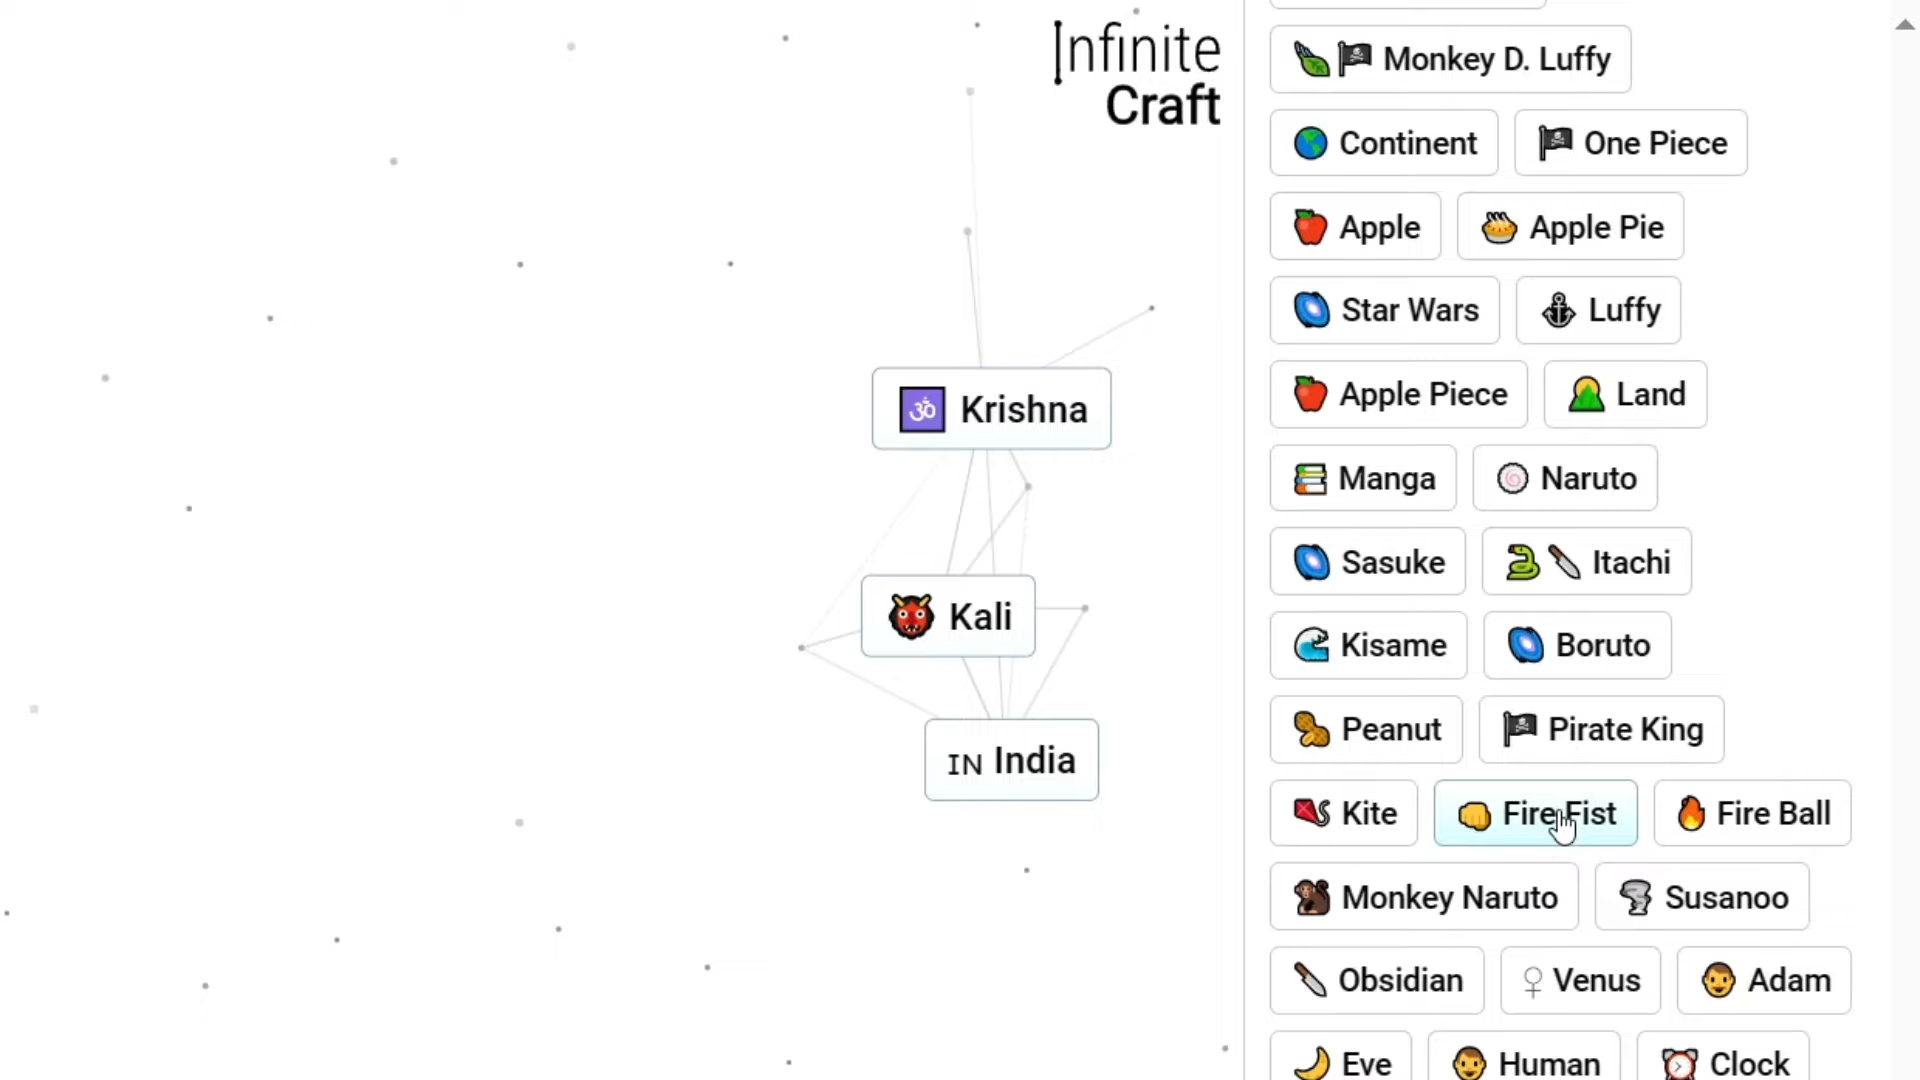 Infinite
Craft
Krishna
Kali
IN India
Monkey D. Luffy
Continent One Piece
Apple Apple Pie
Star Wars Luffy
Apple Piece Land
Manga Naruto
Sasuke Itachi
Kisame Boruto
Peanut Pirate King
Kite Fire Fist Fire Ball
Monkey Naruto Susanoo
Obsidian Venus Adam
Eve Human Clock